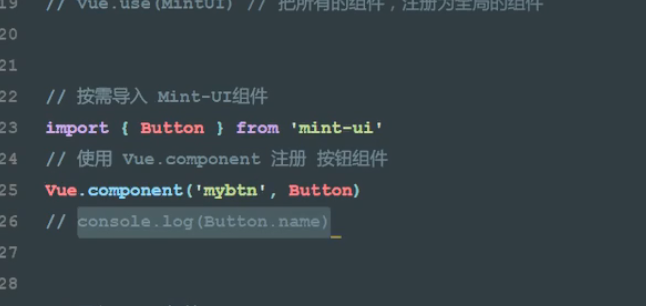 19 // Vue.use(MintUI) // 把所有的组件，注册为全局的组件
20
21
22 // 按需导入 Mint-UI组件
23 import { Button } from 'mint-ui'
24 // 使用 Vue.component 注册 按钮组件
25 Vue.component('mybtn', Button)
26 // console.log(Button.name)
27
28